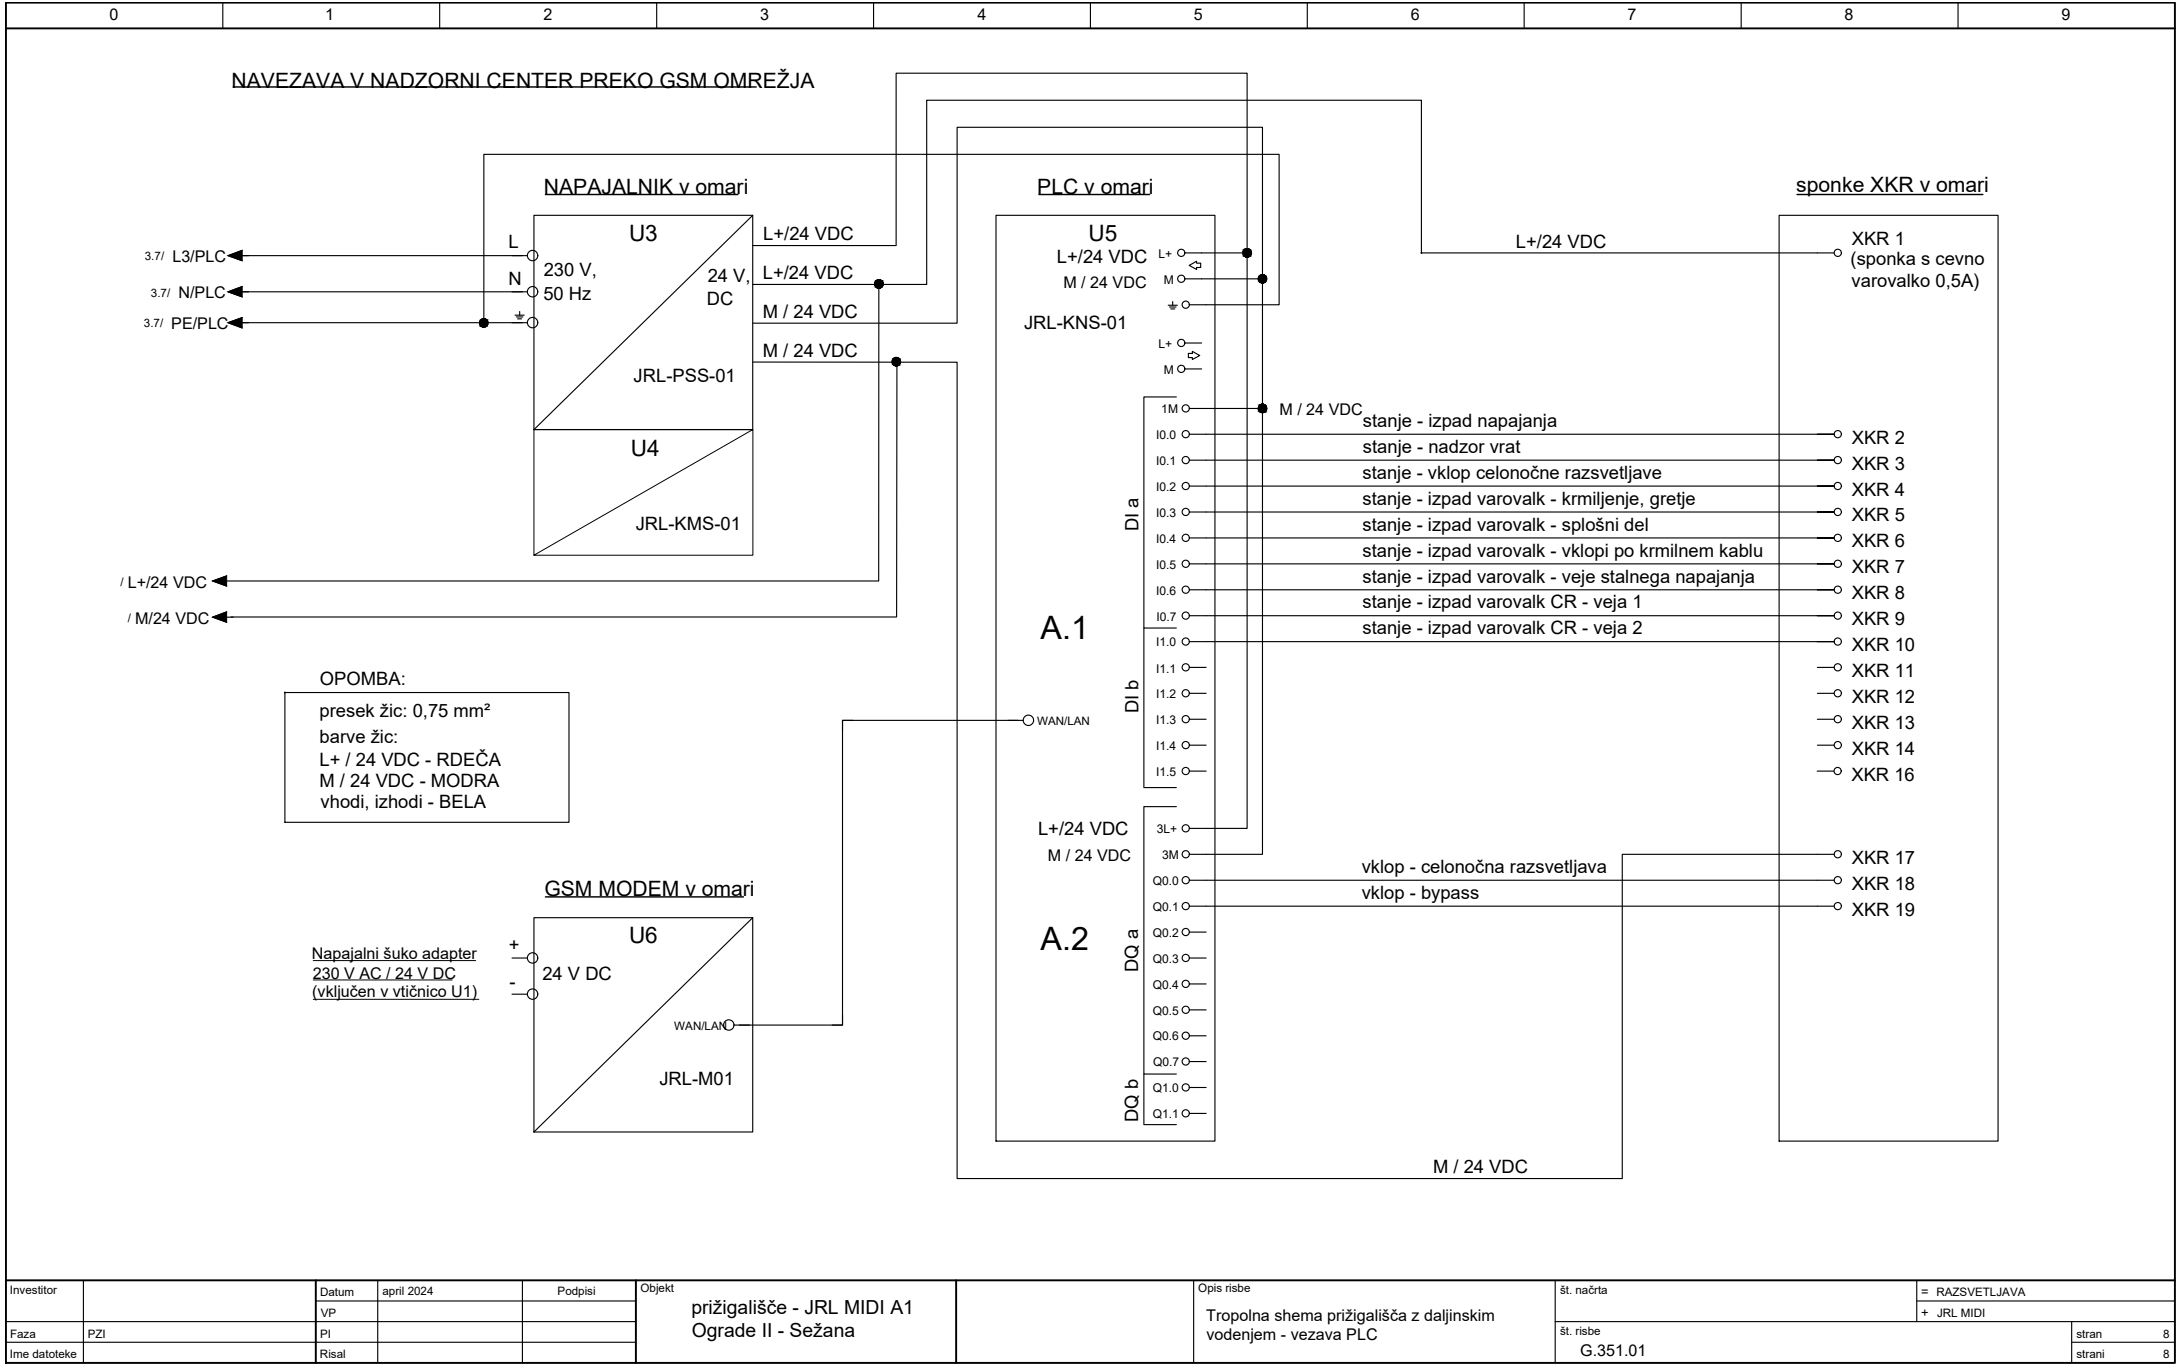 0 1 2 3 4 5 6 7 8 9
NAVEZAVA V NADZORNI CENTER PREKO GSM OMREŽJA
NAPAJALNIK v omari
U3
L
N
230 V,
50 Hz
24 V,
DC
JRL-PSS-01
U4
JRL-KMS-01
3.7/ L3/PLC
3.7/ N/PLC
3.7/ PE/PLC
L+/24 VDC
L+/24 VDC
M / 24 VDC
M / 24 VDC
/ L+/24 VDC
/ M/24 VDC
OPOMBA:
presek žic: 0,75 mm²
barve žic:
L+ / 24 VDC - RDEČA
M / 24 VDC - MODRA
vhodi, izhodi - BELA
GSM MODEM v omari
U6
Napajalni šuko adapter
230 V AC / 24 V DC
(vključen v vtičnico U1)
+
-
24 V DC
WAN/LAN
JRL-M01
PLC v omari
U5
L+/24 VDC L+
M / 24 VDC M
JRL-KNS-01
L+
M
A.1
WAN/LAN
DI a
1M
I0.0
I0.1
I0.2
I0.3
I0.4
I0.5
I0.6
I0.7
DI b
I1.0
I1.1
I1.2
I1.3
I1.4
I1.5
L+/24 VDC 3L+
M / 24 VDC 3M
A.2
DQ a
Q0.0
Q0.1
Q0.2
Q0.3
Q0.4
Q0.5
Q0.6
Q0.7
DQ b
Q1.0
Q1.1
L+/24 VDC
M / 24 VDC
stanje - izpad napajanja
stanje - nadzor vrat
stanje - vklop celonočne razsvetljave
stanje - izpad varovalk - krmiljenje, gretje
stanje - izpad varovalk - splošni del
stanje - izpad varovalk - vklopi po krmilnem kablu
stanje - izpad varovalk - veje stalnega napajanja
stanje - izpad varovalk CR - veja 1
stanje - izpad varovalk CR - veja 2
vklop - celonočna razsvetljava
vklop - bypass
M / 24 VDC
sponke XKR v omari
XKR 1
(sponka s cevno
varovalko 0,5A)
XKR 2
XKR 3
XKR 4
XKR 5
XKR 6
XKR 7
XKR 8
XKR 9
XKR 10
XKR 11
XKR 12
XKR 13
XKR 14
XKR 16
XKR 17
XKR 18
XKR 19
Investitor
Faza PZI
Ime datoteke
Datum april 2024 Podpisi
VP
PI
Risal
Objekt
prižigališče - JRL MIDI A1
Ograde II - Sežana
Opis risbe
Tropolna shema prižigališča z daljinskim
vodenjem - vezava PLC
št. načrta
št. risbe
G.351.01
= RAZSVETLJAVA
+ JRL MIDI
stran 8
strani 8